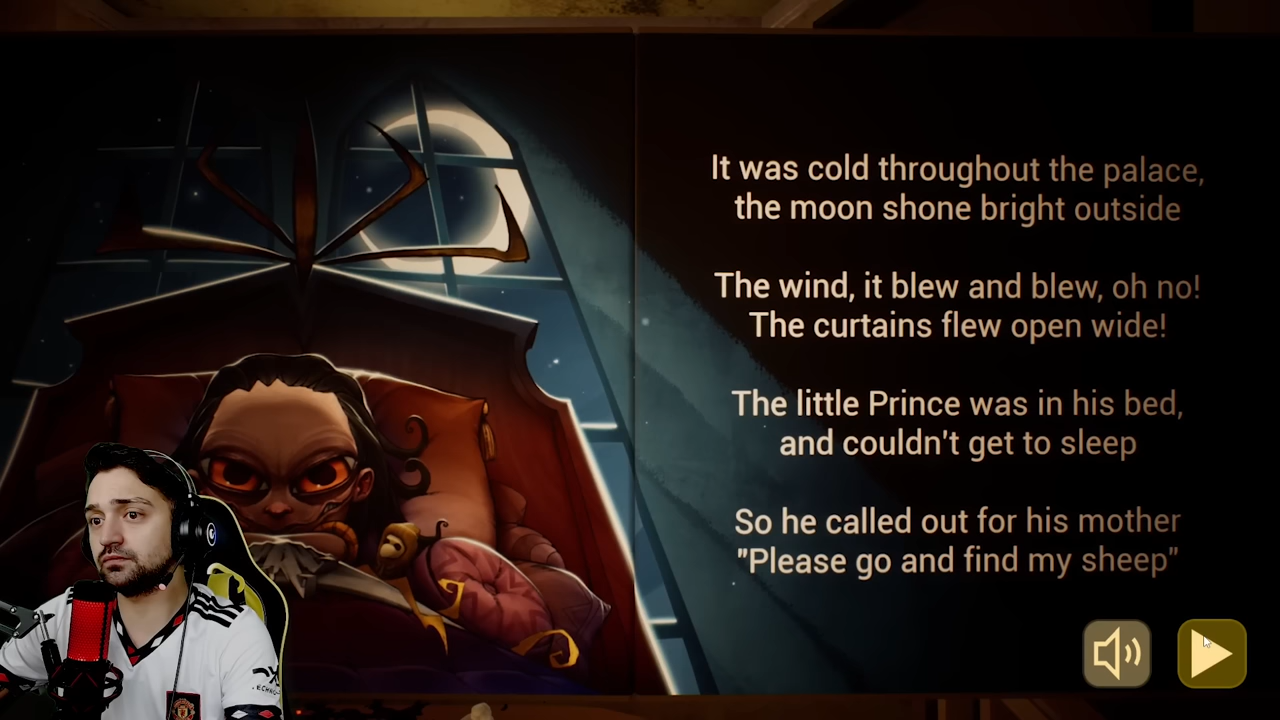 It was cold throughout the palace,
the moon shone bright outside
The wind, it blew and blew, oh no!
The curtains flew open wide!
The little Prince was in his bed,
and couldn't get to sleep
So he called out for his mother
"Please go and find my sheep"